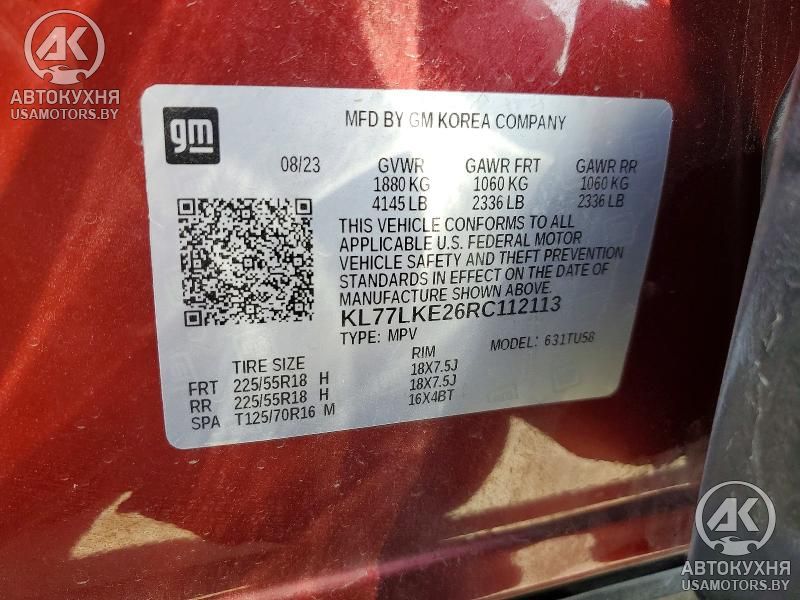 AK
АВТОКУХНЯ
USAMOTORS.BY
gm
MFD BY GM KOREA COMPANY
08/23 GVWR GAWR FRT GAWR RR
1880 KG 1060 KG 1060 KG
4145 LB 2336 LB 2336 LB
THIS VEHICLE CONFORMS TO ALL
APPLICABLE U.S. FEDERAL MOTOR
VEHICLE SAFETY AND THEFT PREVENTION
STANDARDS IN EFFECT ON THE DATE OF
MANUFACTURE SHOWN ABOVE.
KL77LKE26RC112113
TYPE: MPV MODEL: 631TU58
TIRE SIZE RIM
FRT 225/55R18 H 18X7.5J
RR 225/55R18 H 18X7.5J
SPA T125/70R16 M 16X4BT
AK
АВТОКУХНЯ
USAMOTORS.BY